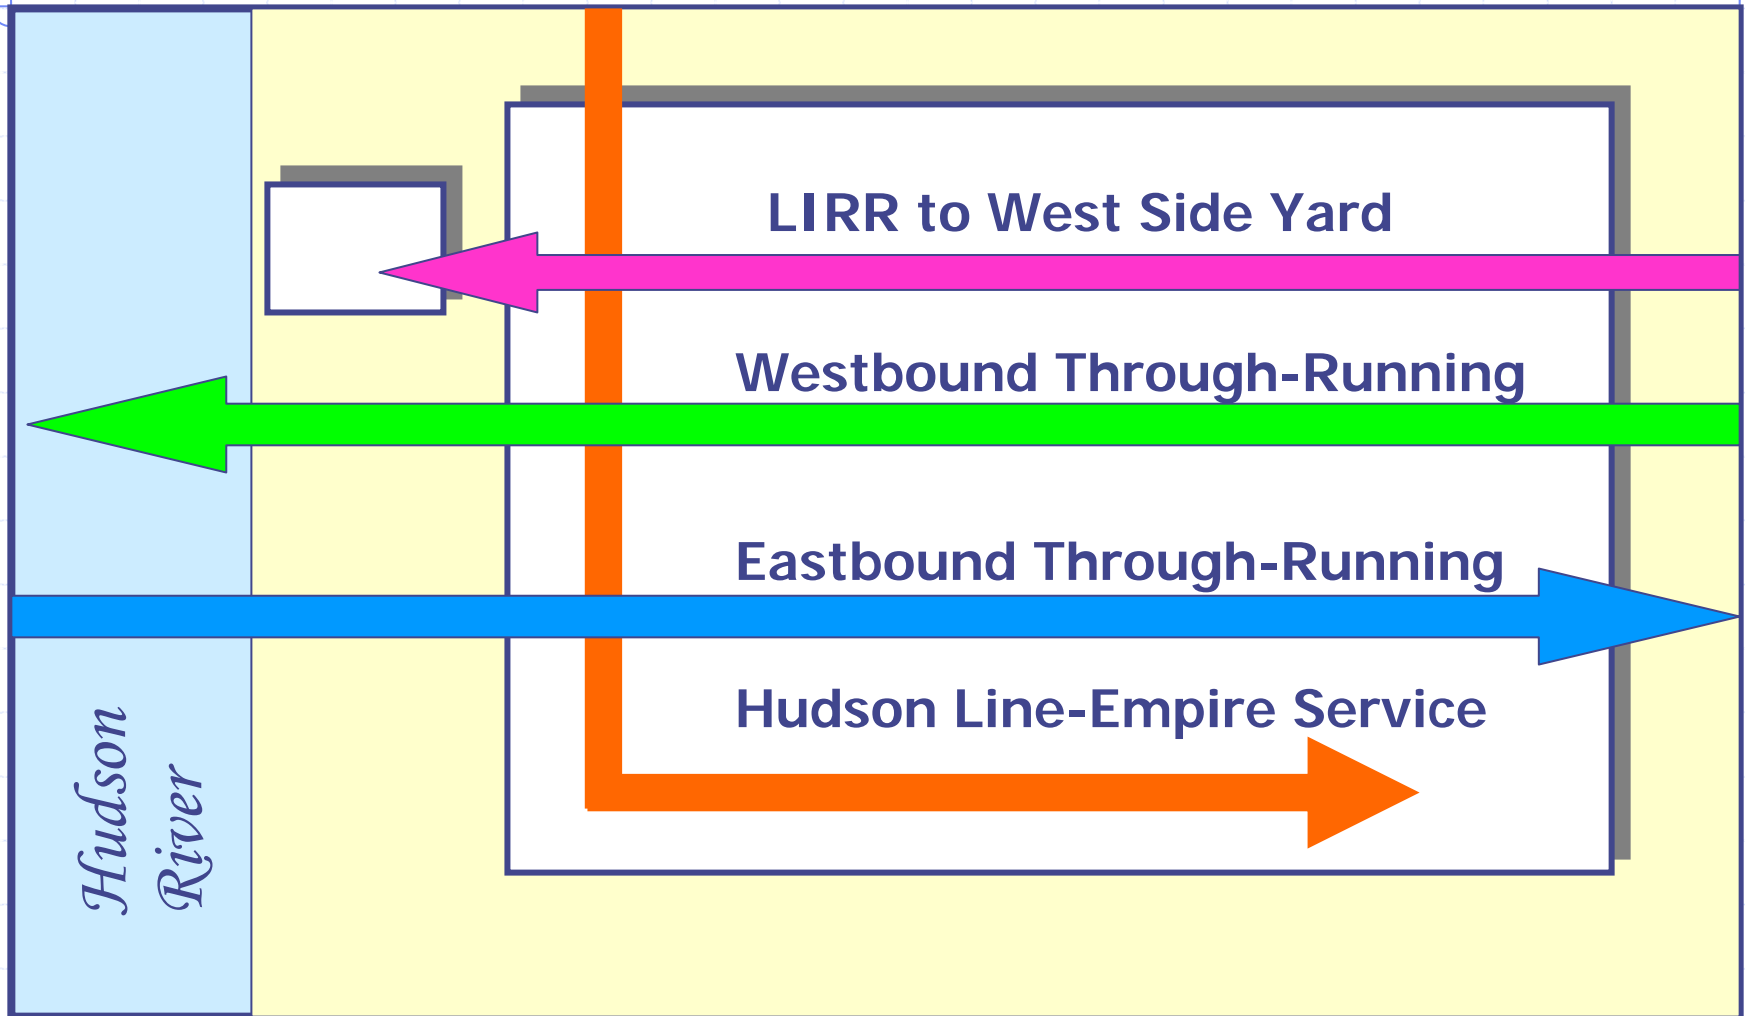 LIRR to West Side Yard
Westbound Through-Running
Eastbound Through-Running
Hudson Line-Empire Service
Hudson
River